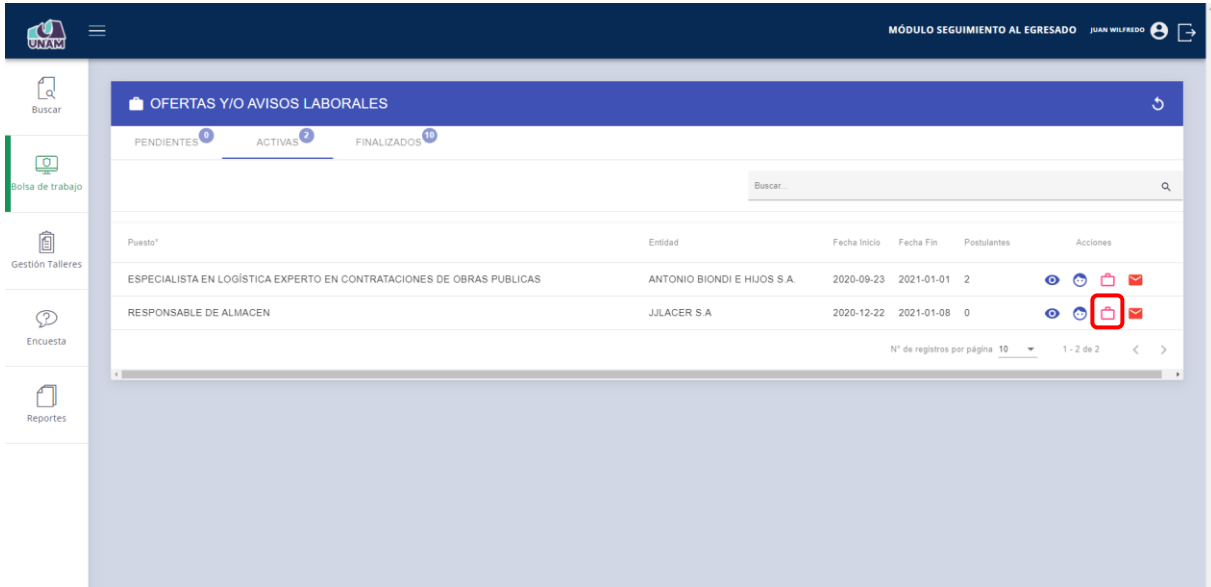 UNAM
MÓDULO SEGUIMIENTO AL EGRESADO JUAN WILFREDO
Buscar
Bolsa de trabajo
Gestión Talleres
Encuesta
Reportes
OFERTAS Y/O AVISOS LABORALES
PENDIENTES 0 ACTIVAS 2 FINALIZADOS 10
Buscar...
Puesto* Entidad Fecha Inicio Fecha Fin Postulantes Acciones
ESPECIALISTA EN LOGÍSTICA EXPERTO EN CONTRATACIONES DE OBRAS PUBLICAS ANTONIO BIONDI E HIJOS S.A. 2020-09-23 2021-01-01 2
RESPONSABLE DE ALMACEN JJLACER S.A 2020-12-22 2021-01-08 0
N° de registros por página 10 1 - 2 de 2